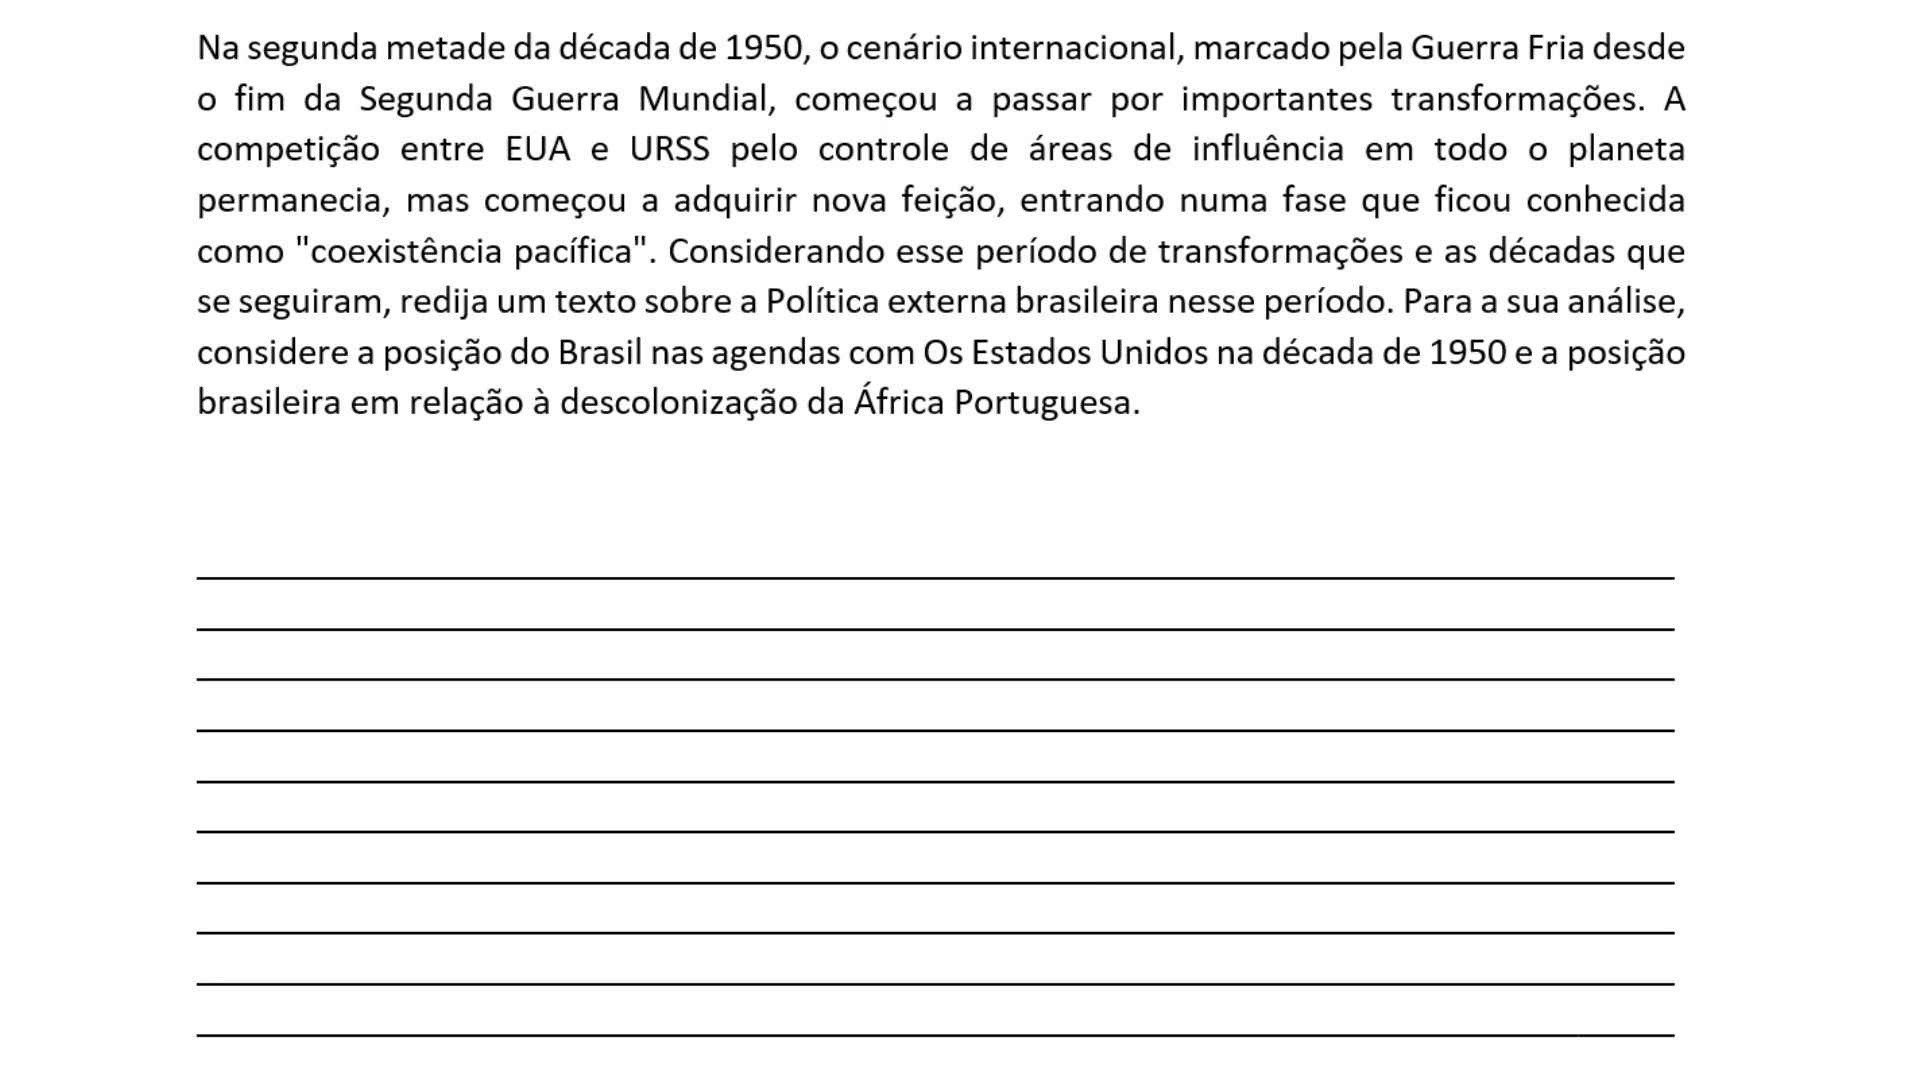 Na segunda metade da década de 1950, o cenário internacional, marcado pela Guerra Fria desde
o fim da Segunda Guerra Mundial, começou a passar por importantes transformações. A
competição entre EUA e URSS pelo controle de áreas de influência em todo o planeta
permanecia, mas começou a adquirir nova feição, entrando numa fase que ficou conhecida
como "coexistência pacífica". Considerando esse período de transformações e as décadas que
se seguiram, redija um texto sobre a Política externa brasileira nesse período. Para a sua análise,
considere a posição do Brasil nas agendas com Os Estados Unidos na década de 1950 e a posição
brasileira em relação à descolonização da África Portuguesa.